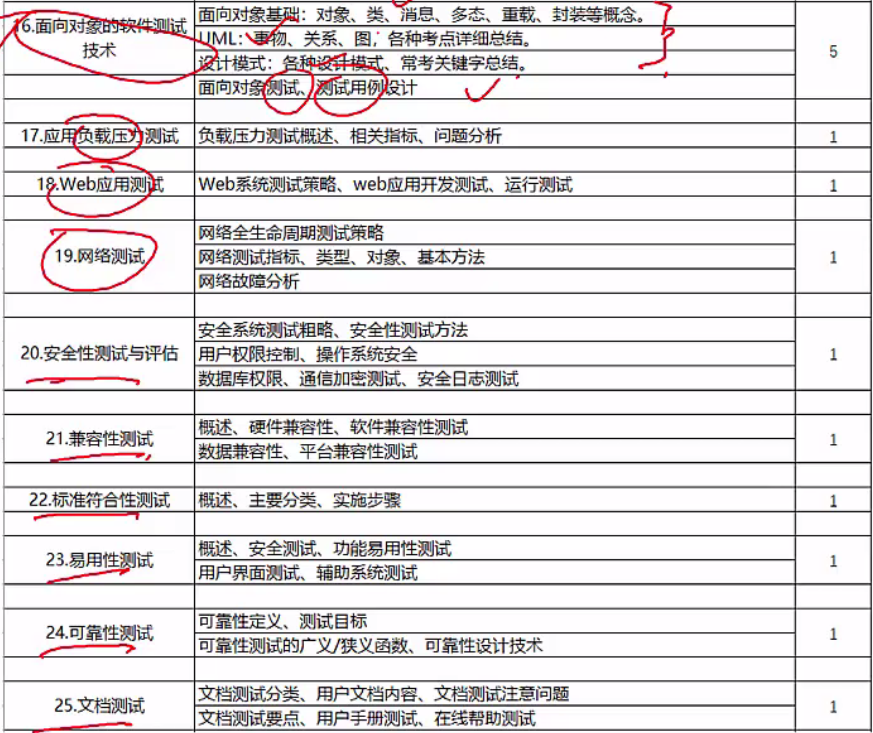 16.面向对象的软件测试
技术
面向对象基础：对象、类、消息、多态、重载、封装等概念。
UML：事物、关系、图，各种考点详细总结。
设计模式：各种设计模式、常考关键字总结。
面向对象测试、测试用例设计
5
17.应用负载压力测试
负载压力测试概述、相关指标、问题分析
1
18.Web应用测试
Web系统测试策略、web应用开发测试、运行测试
1
19.网络测试
网络全生命周期测试策略
网络测试指标、类型、对象、基本方法
网络故障分析
1
20.安全性测试与评估
安全系统测试粗略、安全性测试方法
用户权限控制、操作系统安全
数据库权限、通信加密测试、安全日志测试
1
21.兼容性测试
概述、硬件兼容性、软件兼容性测试
数据兼容性、平台兼容性测试
1
22.标准符合性测试
概述、主要分类、实施步骤
1
23.易用性测试
概述、安全测试、功能易用性测试
用户界面测试、辅助系统测试
1
24.可靠性测试
可靠性定义、测试目标
可靠性测试的广义/狭义函数、可靠性设计技术
1
25.文档测试
文档测试分类、用户文档内容、文档测试注意问题
文档测试要点、用户手册测试、在线帮助测试
1